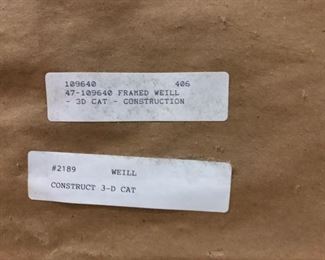 109640 406
47-109640 FRAMED WEILL
- 3D CAT - CONSTRUCTION
#2189 WEILL
CONSTRUCT 3-D CAT